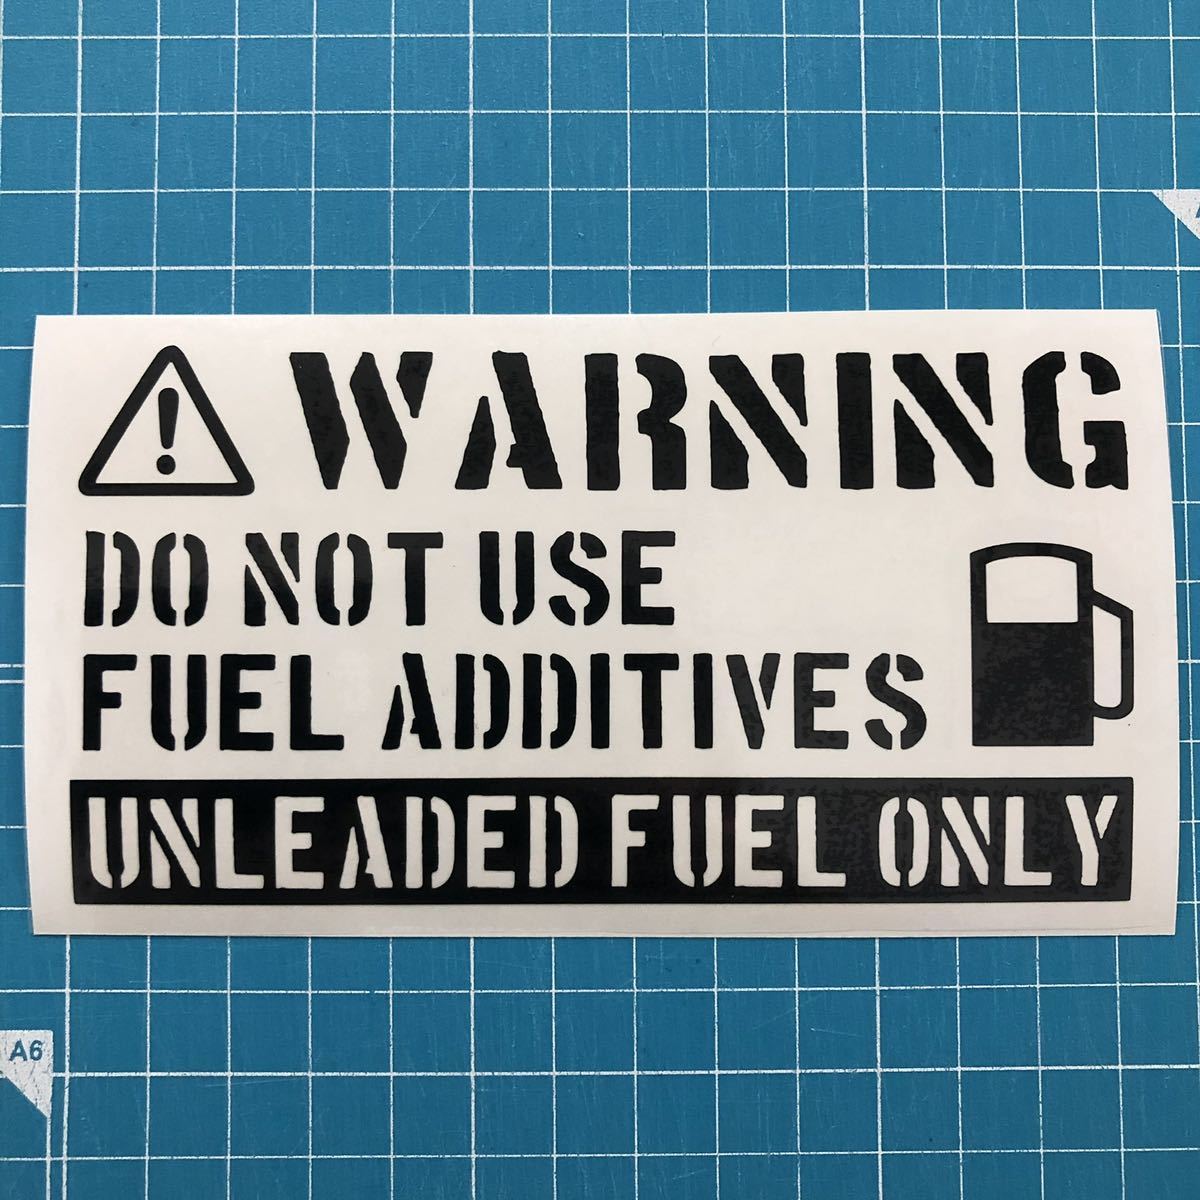 WARNING
DO NOT USE
FUEL ADDITIVES
UNLEADED FUEL ONLY
A6